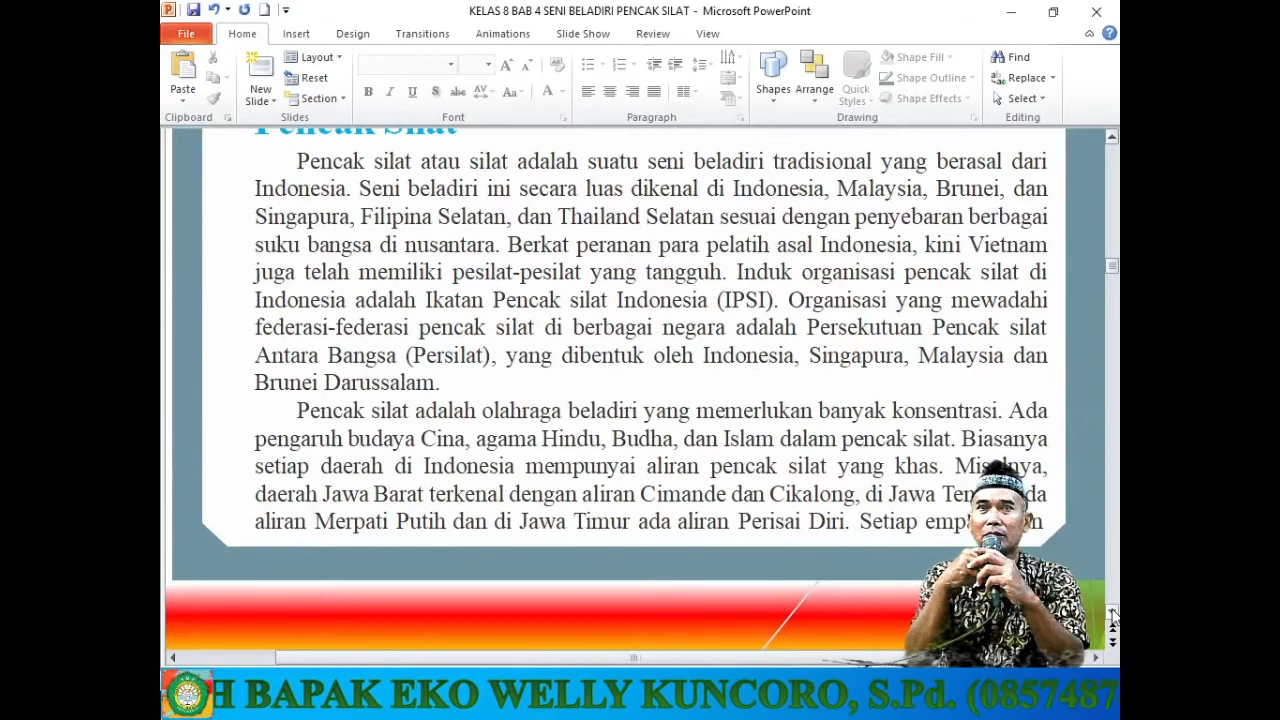 KELAS 8 BAB 4 SENI BELADIRI PENCAK SILAT - Microsoft PowerPoint
File Home Insert Design Transitions Animations Slide Show Review View
Paste
Clipboard
New Slide
Layout
Reset
Section
Slides
Font
Paragraph
Shapes
Arrange
Quick Styles
Shape Fill
Shape Outline
Shape Effects
Drawing
Find
Replace
Select
Editing
Pencak Silat
Pencak silat atau silat adalah suatu seni beladiri tradisional yang berasal dari
Indonesia. Seni beladiri ini secara luas dikenal di Indonesia, Malaysia, Brunei, dan
Singapura, Filipina Selatan, dan Thailand Selatan sesuai dengan penyebaran berbagai
suku bangsa di nusantara. Berkat peranan para pelatih asal Indonesia, kini Vietnam
juga telah memiliki pesilat-pesilat yang tangguh. Induk organisasi pencak silat di
Indonesia adalah Ikatan Pencak silat Indonesia (IPSI). Organisasi yang mewadahi
federasi-federasi pencak silat di berbagai negara adalah Persekutuan Pencak silat
Antara Bangsa (Persilat), yang dibentuk oleh Indonesia, Singapura, Malaysia dan
Brunei Darussalam.
Pencak silat adalah olahraga beladiri yang memerlukan banyak konsentrasi. Ada
pengaruh budaya Cina, agama Hindu, Budha, dan Islam dalam pencak silat. Biasanya
setiap daerah di Indonesia mempunyai aliran pencak silat yang khas.
daerah Jawa Barat terkenal dengan aliran Cimande dan Cikalong, di Jawa
aliran Merpati Putih dan di Jawa Timur ada aliran Perisai Diri. Setiap
H BAPAK EKO WELLY KUNCORO, S.Pd. (0857487